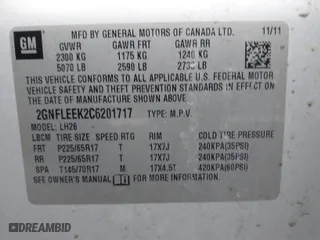 GM
MFD BY GENERAL MOTORS OF CANADA LTD.
11/11
GVWR GAWR FRT GAWR RR
2300 KG 1175 KG 1240 KG
5070 LB 2590 LB 2733 LB
THIS VEHICLE CONFORMS TO ALL APPLICABLE U.S. FEDERAL MOTOR
VEHICLE SAFETY AND THEFT PREVENTION STANDARDS IN EFFECT ON THE
DATE OF MANUFACTURE SHOWN ABOVE.
2GNFLEEK2C6201717 TYPE: M.P.V.
MODEL: LH26
LBCM TIRE SIZE SPEED RTG RIM COLD TIRE PRESSURE
FRT P225/65R17 T 17X7J 240KPA(35PSI)
RR P225/65R17 T 17X7J 240KPA(35PSI)
SPA T145/70R17 M 17X4.5T 420KPA(60PSI)
SEE OWNER'S MANUAL FOR ADDITIONAL INFORMATION
AUTOHELPERBOT.COM